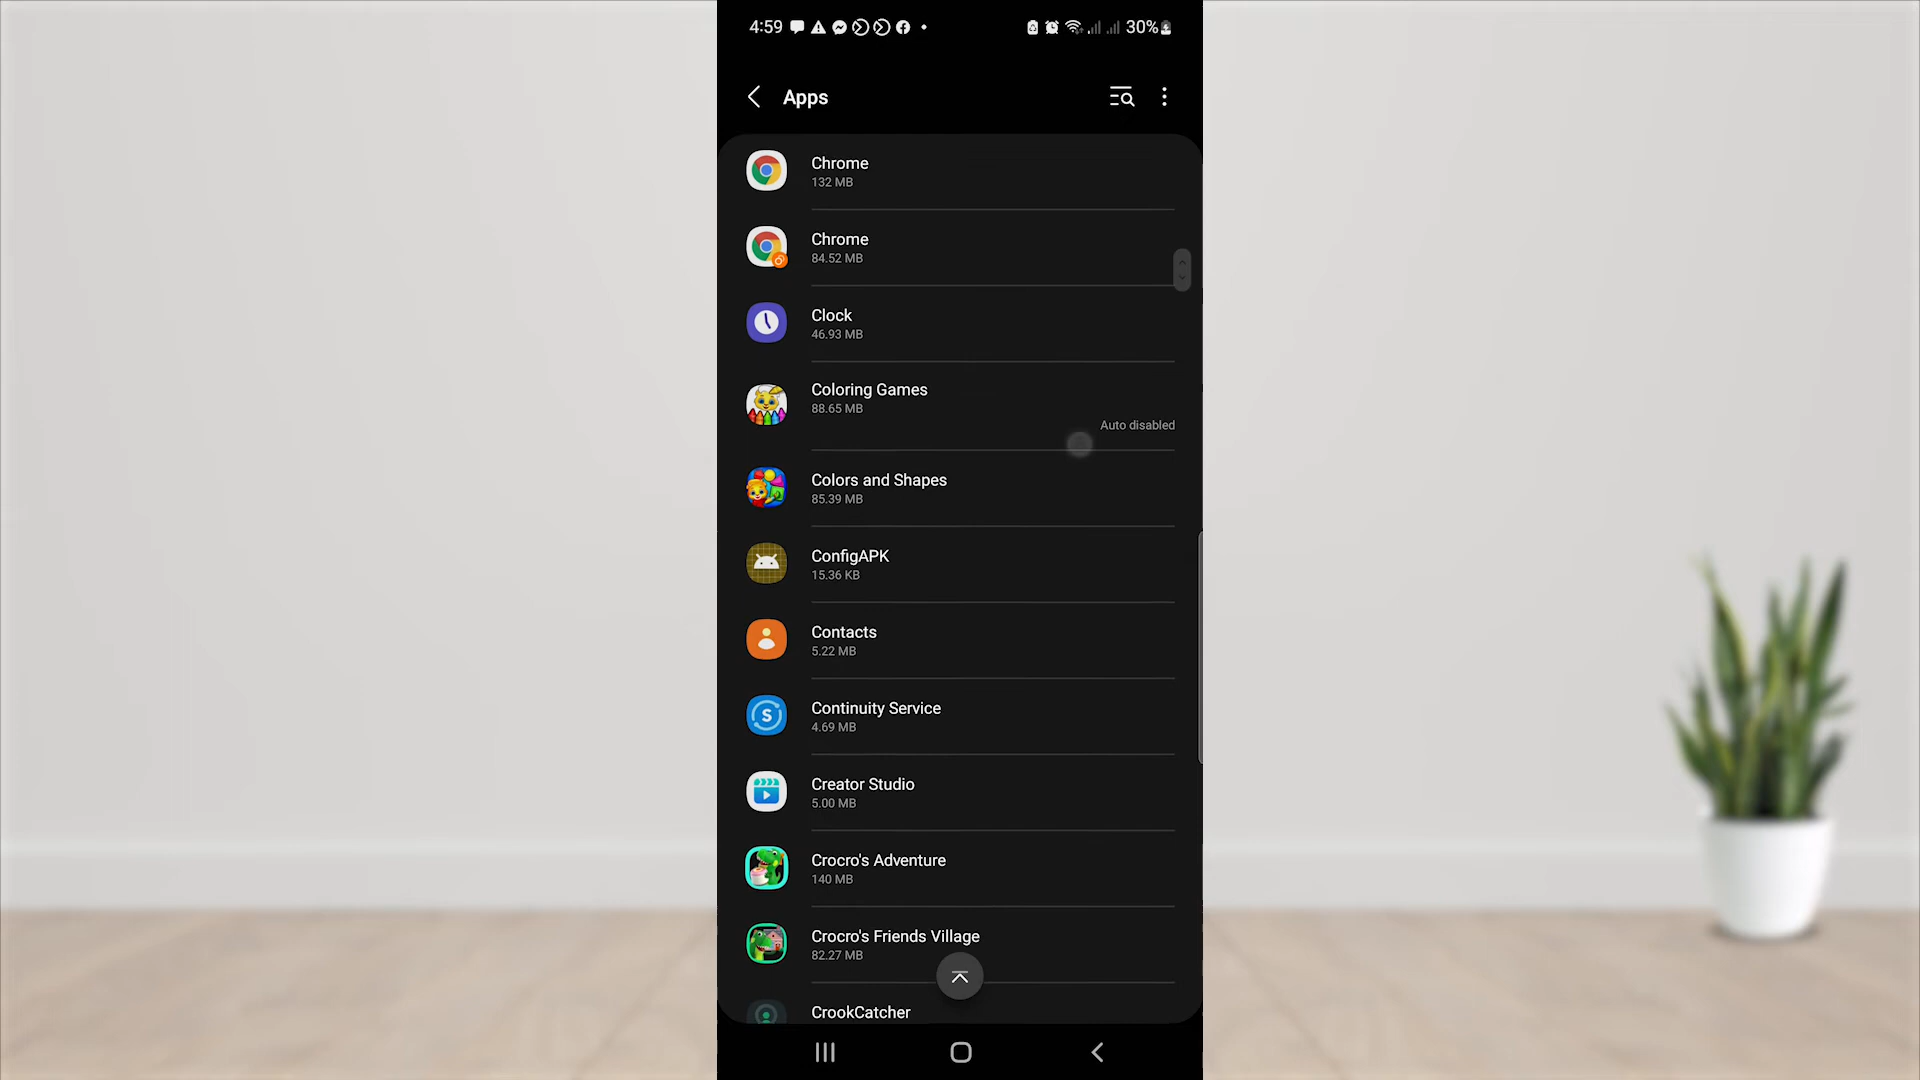 4:59
30%
Apps
Chrome
132 MB
Chrome
84.52 MB
Clock
46.93 MB
Coloring Games
88.65 MB
Auto disabled
Colors and Shapes
85.39 MB
ConfigAPK
15.36 KB
Contacts
5.22 MB
Continuity Service
4.69 MB
S
Creator Studio
5.00 MB
Crocro's Adventure
140 MB
Crocro's Friends Village
82.27 MB
CrookCatcher